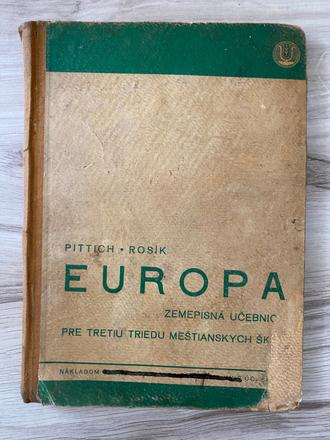 PITTICH • ROSÍK
EUROPA
ZEMEPISNÁ UČEBNIC
PRE TRETIU TRIEDU MEŠTIANSKYCH ŠK
NÁKLADOM